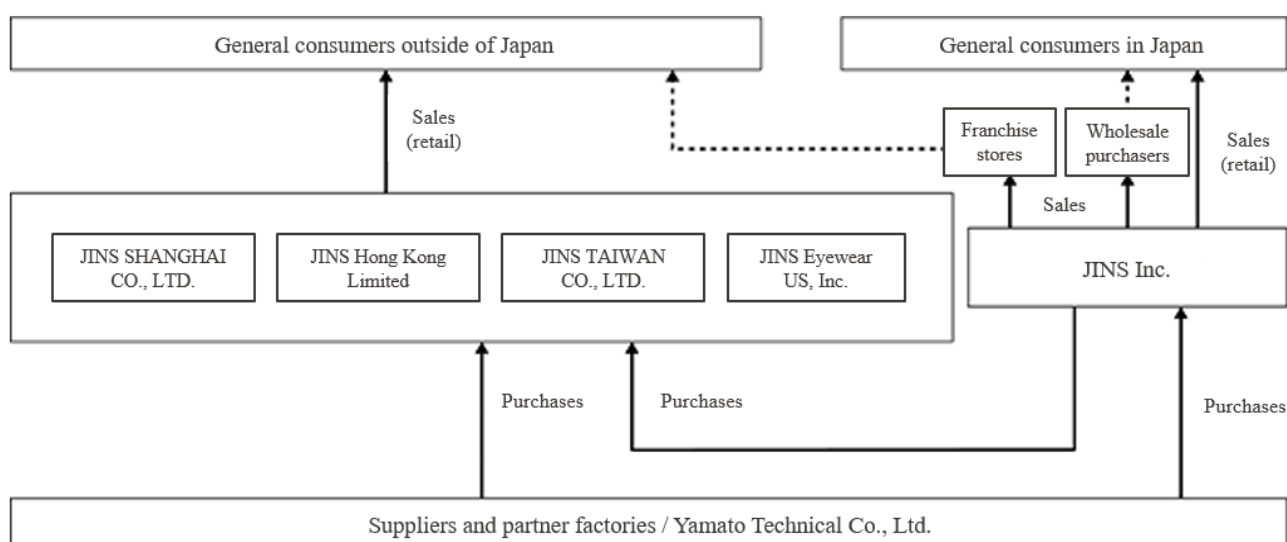 General consumers outside of Japan
General consumers in Japan
Sales
(retail)
Franchise
stores
Wholesale
purchasers
Sales
(retail)
Sales
JINS SHANGHAI
CO., LTD.
JINS Hong Kong
Limited
JINS TAIWAN
CO., LTD.
JINS Eyewear
US, Inc.
JINS Inc.
Purchases
Purchases
Purchases
Suppliers and partner factories / Yamato Technical Co., Ltd.